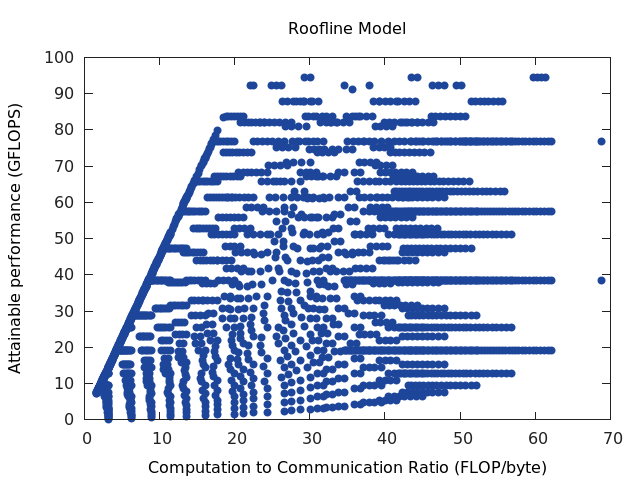 Roofline Model
Attainable performance (GFLOPS)
100
90
80
70
60
50
40
30
20
10
0
0 10 20 30 40 50 60 70
Computation to Communication Ratio (FLOP/byte)